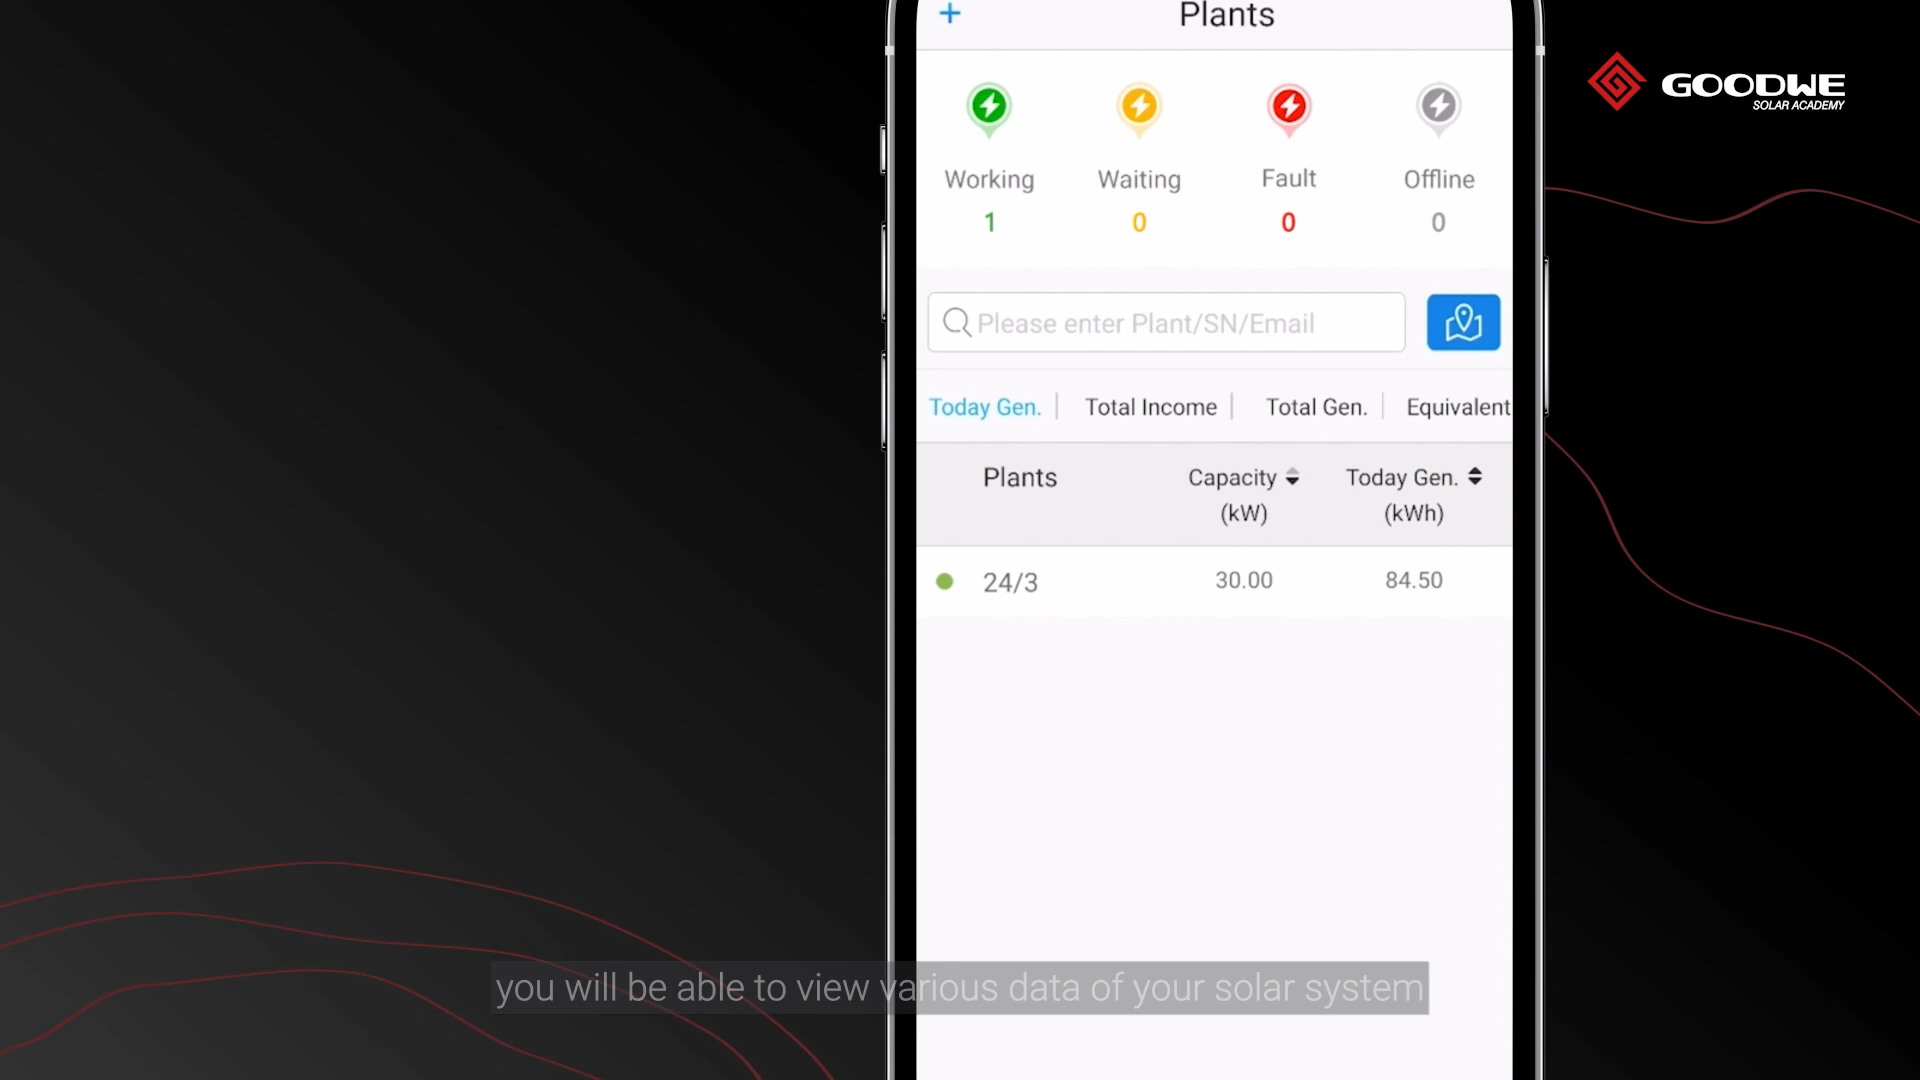 + Plants
GOODWE
SOLAR ACADEMY
Working Waiting Fault Offline
1 0 0 0
Please enter Plant/SN/Email
Today Gen. Total Income Total Gen. Equivalent
Plants Capacity Today Gen.
(kW) (kWh)
24/3 30.00 84.50
you will be able to view various data of your solar system